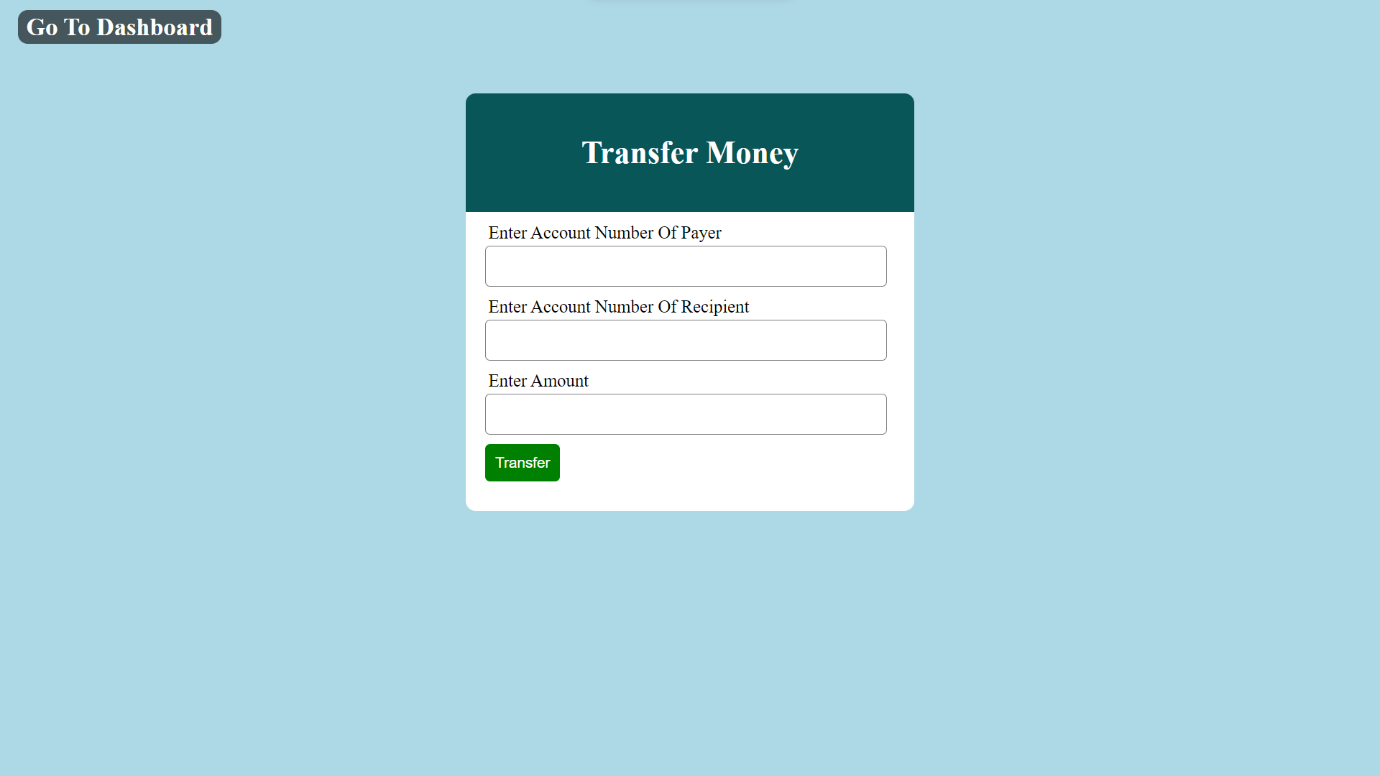 Go To Dashboard
Transfer Money
Enter Account Number Of Payer
Enter Account Number Of Recipient
Enter Amount
Transfer